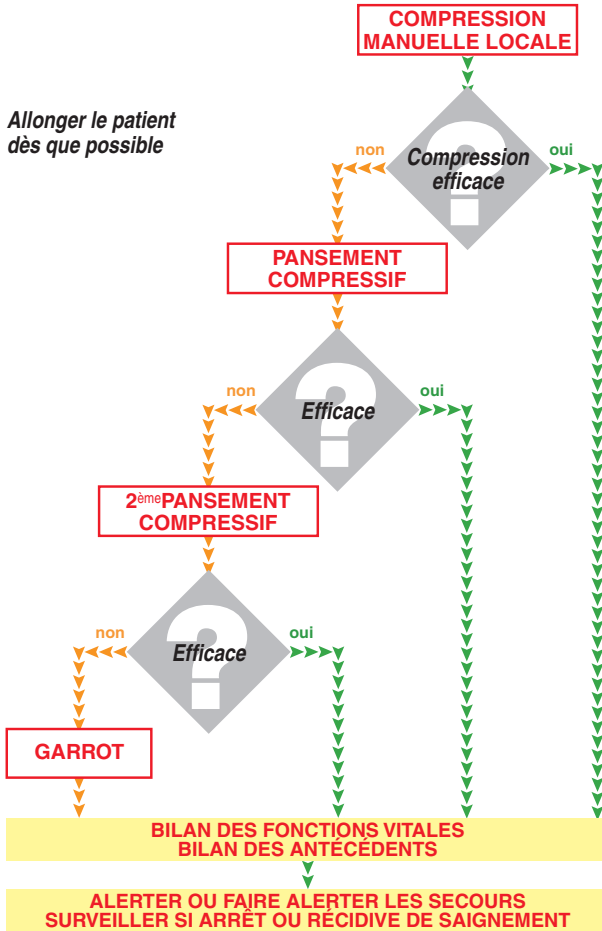 COMPRESSION
MANUELLE LOCALE
Allonger le patient
dès que possible
non
oui
Compression
efficace
PANSEMENT
COMPRESSIF
non
oui
Efficace
2èmePANSEMENT
COMPRESSIF
non
oui
Efficace
GARROT
BILAN DES FONCTIONS VITALES
BILAN DES ANTÉCÉDENTS
ALERTER OU FAIRE ALERTER LES SECOURS
SURVEILLER SI ARRÊT OU RÉCIDIVE DE SAIGNEMENT